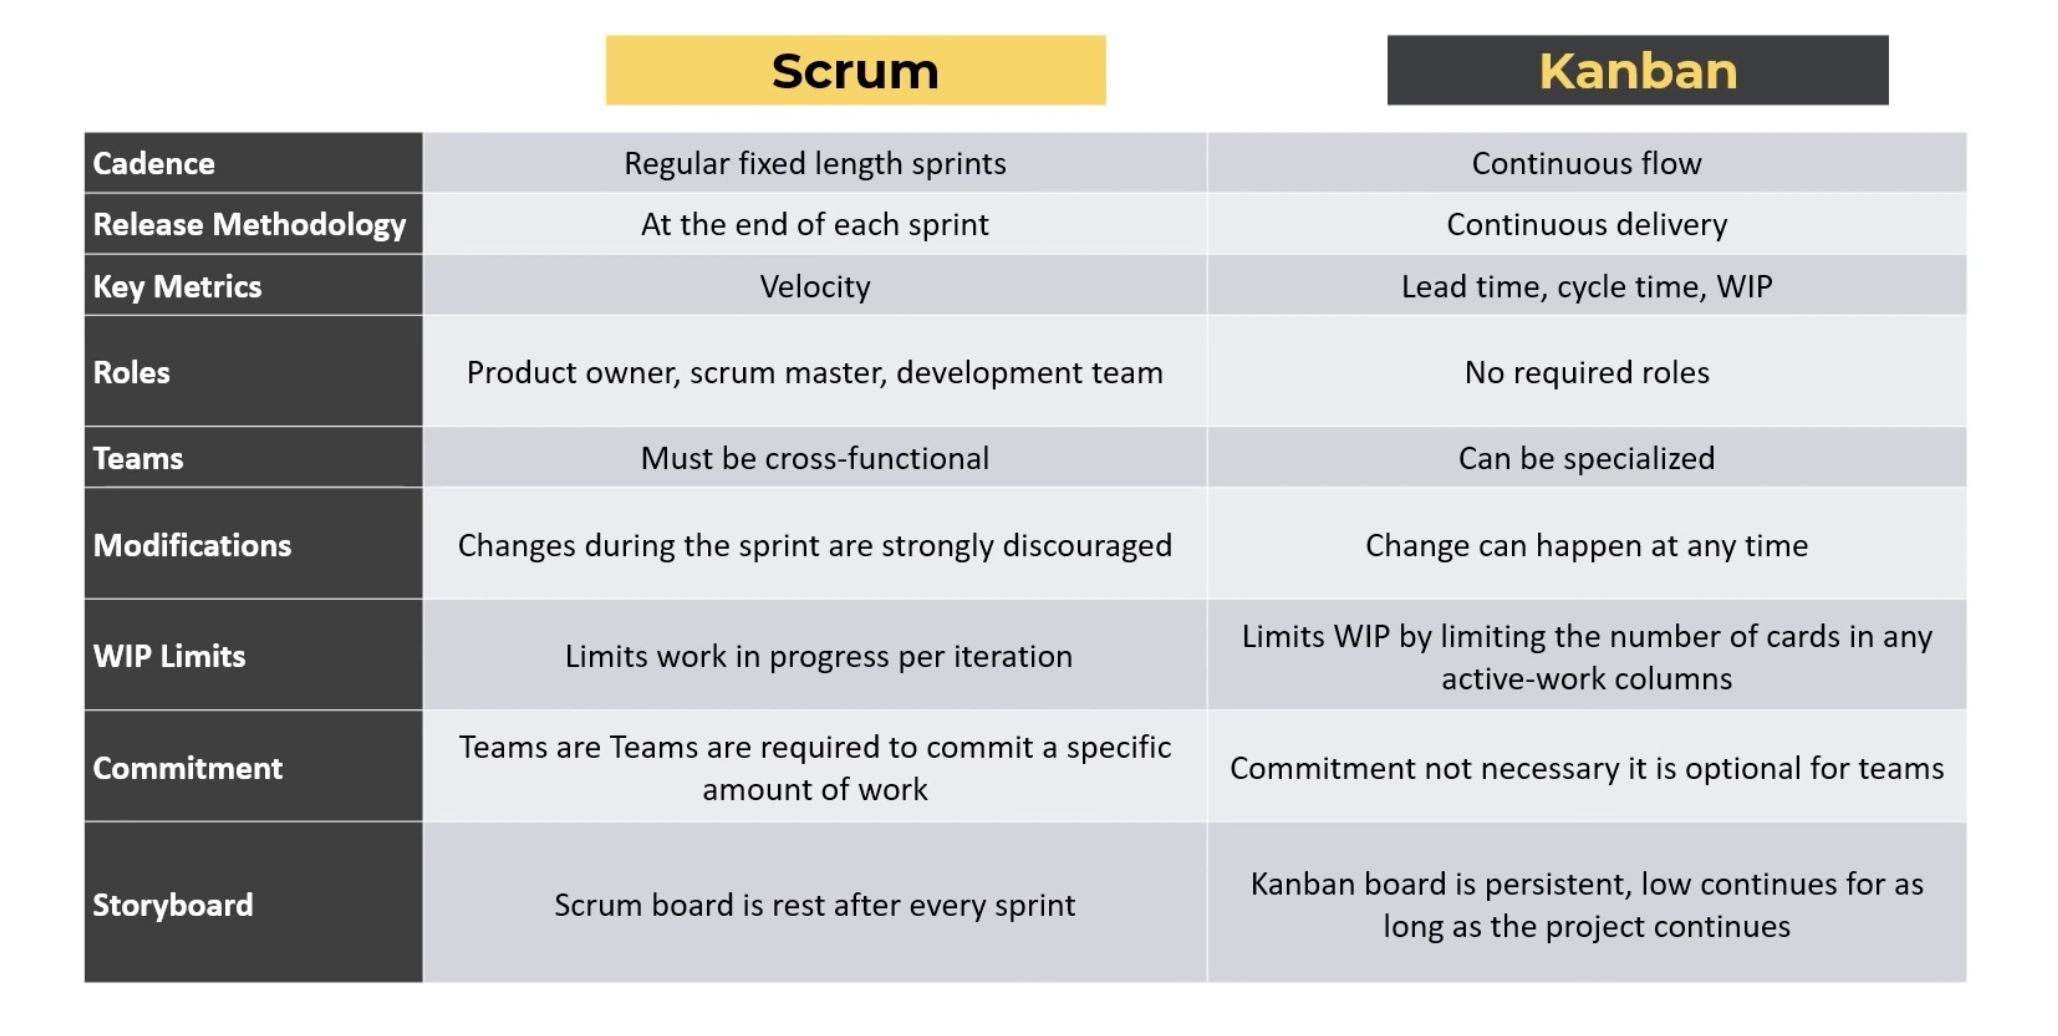 Scrum
Kanban
Cadence
Regular fixed length sprints
Continuous flow
Release Methodology
At the end of each sprint
Continuous delivery
Key Metrics
Velocity
Lead time, cycle time, WIP
Roles
Product owner, scrum master, development team
No required roles
Teams
Must be cross-functional
Can be specialized
Modifications
Changes during the sprint are strongly discouraged
Change can happen at any time
WIP Limits
Limits work in progress per iteration
Limits WIP by limiting the number of cards in any
active-work columns
Commitment
Teams are Teams are required to commit a specific
amount of work
Commitment not necessary it is optional for teams
Storyboard
Scrum board is rest after every sprint
Kanban board is persistent, low continues for as
long as the project continues